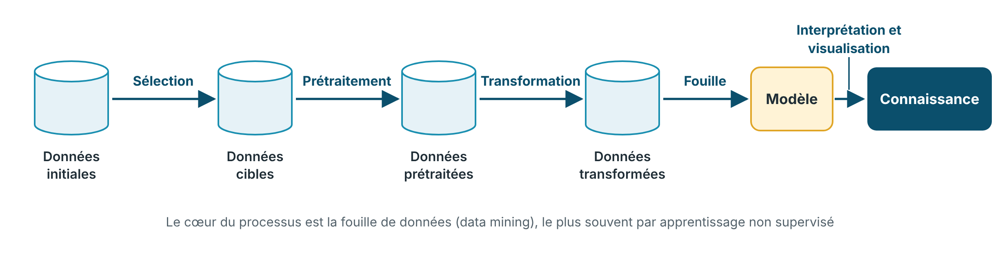 Interprétation et
visualisation
Sélection
Prétraitement
Transformation
Fouille
Modèle
Connaissance
Données
initiales
Données
cibles
Données
prétraitées
Données
transformées
Le cœur du processus est la fouille de données (data mining), le plus souvent par apprentissage non supervisé